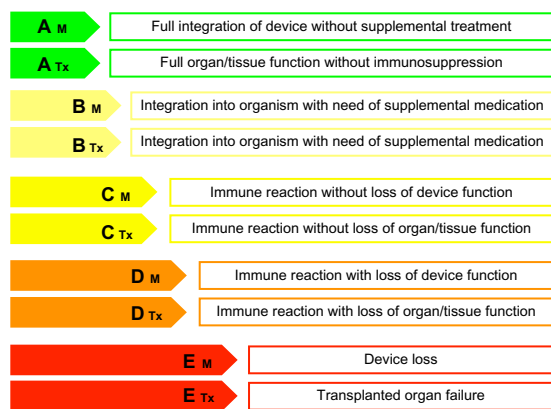 A M Full integration of device without supplemental treatment
A Tx Full organ/tissue function without immunosuppression
B M Integration into organism with need of supplemental medication
B Tx Integration into organism with need of supplemental medication
C M Immune reaction without loss of device function
C Tx Immune reaction without loss of organ/tissue function
D M Immune reaction with loss of device function
D Tx Immune reaction with loss of organ/tissue function
E M Device loss
E Tx Transplanted organ failure